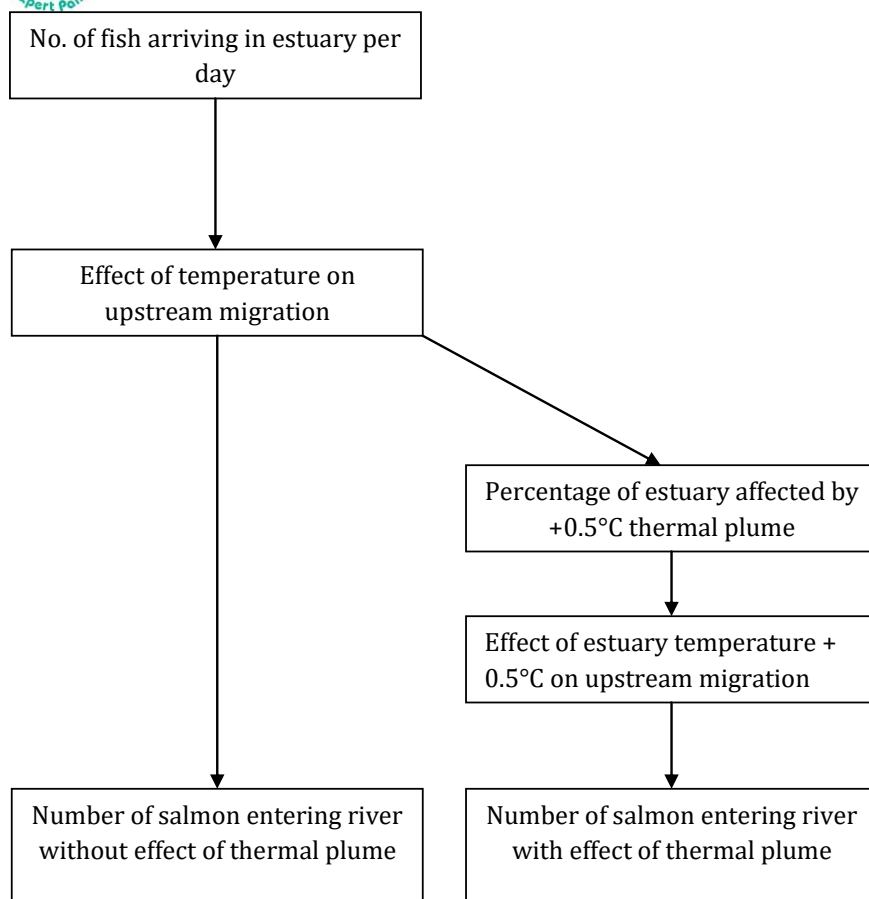 No. of fish arriving in estuary per
day
Effect of temperature on
upstream migration
Percentage of estuary affected by
+0.5°C thermal plume
Effect of estuary temperature +
0.5°C on upstream migration
Number of salmon entering river
without effect of thermal plume
Number of salmon entering river
with effect of thermal plume